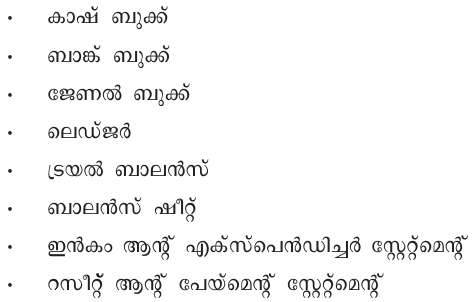 • കാഷ് ബുക്ക്
• ബാങ്ക് ബുക്ക്
• ജേണൽ ബുക്ക്
• ലെഡ്ജർ
• ട്രയൽ ബാലൻസ്
• ബാലൻസ് ഷീറ്റ്
• ഇൻകം ആന്റ് എക്സ്പെൻഡിച്ചർ സ്റ്റേറ്റ്മെന്റ്
• റസീറ്റ് ആന്റ് പേയ്മെന്റ് സ്റ്റേറ്റ്മെന്റ്